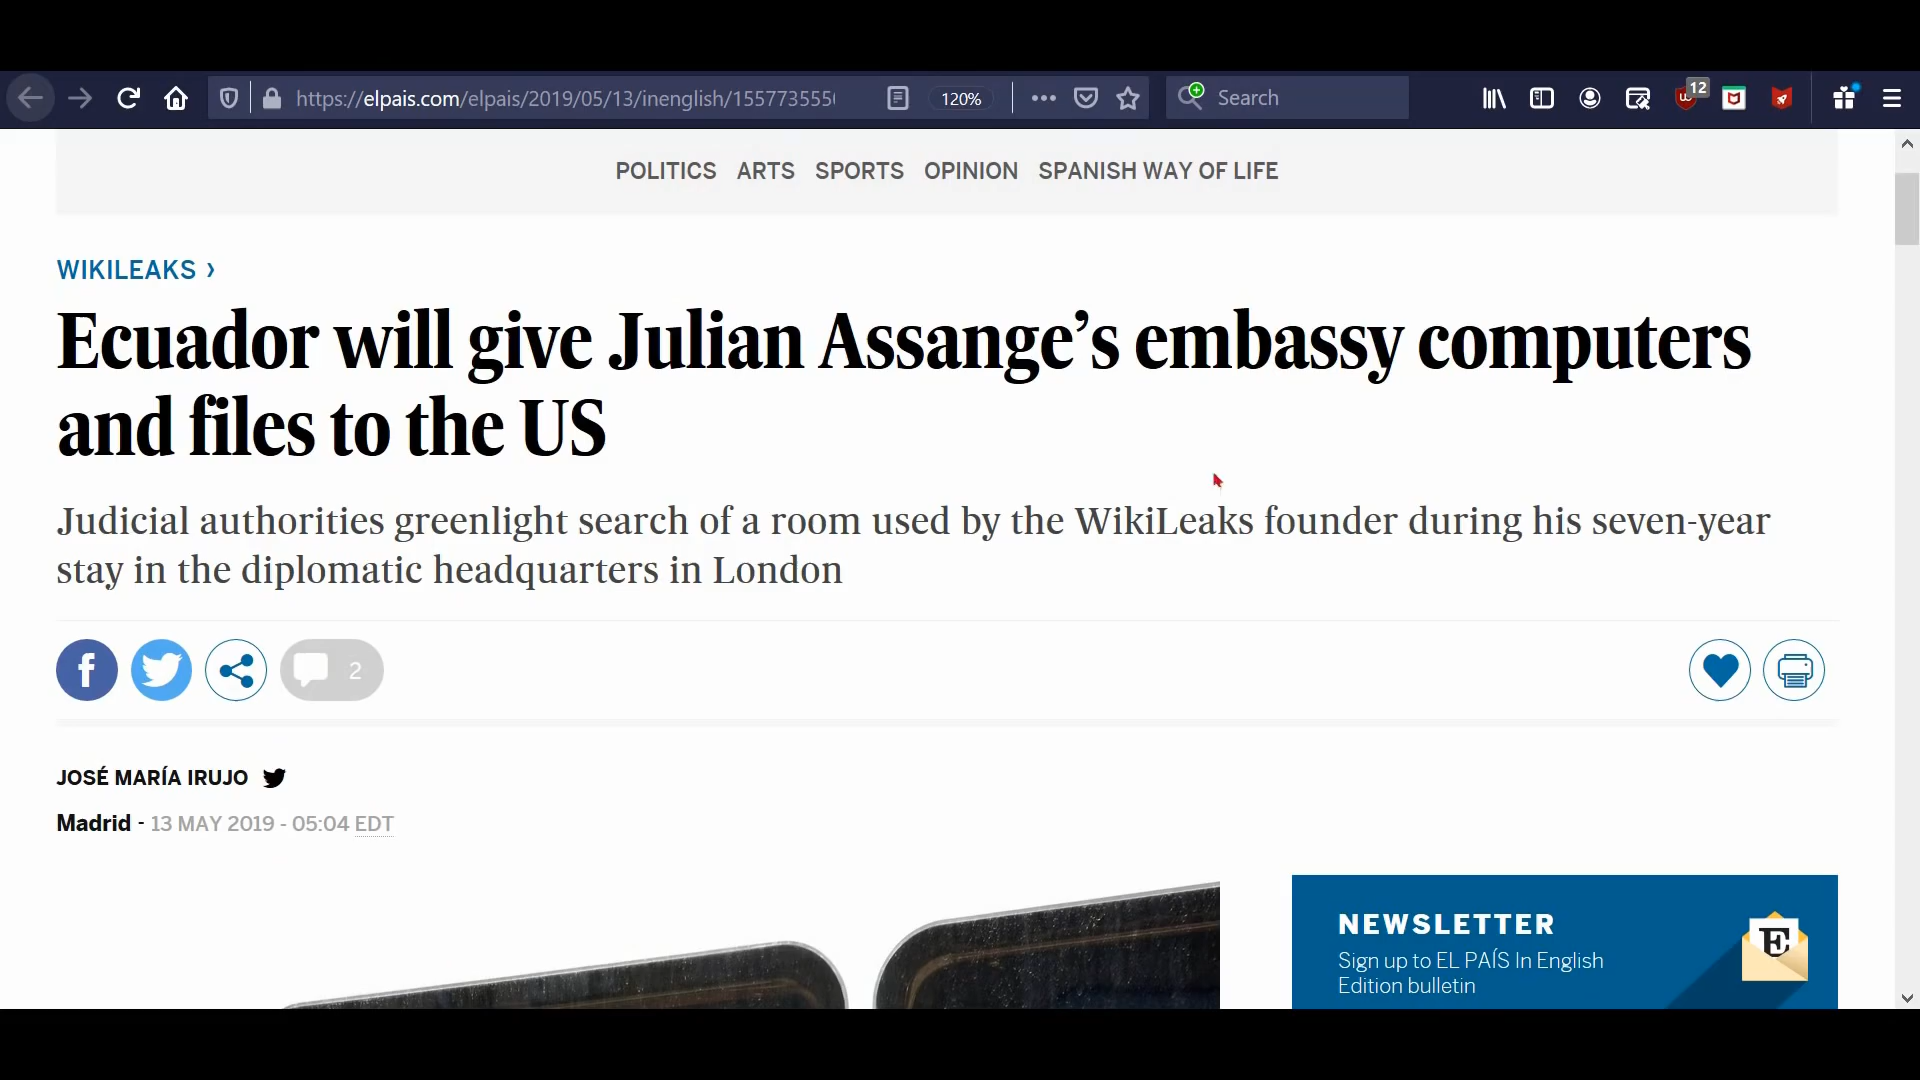 https://elpais.com/elpais/2019/05/13/inenglish/1557735550
120%
Search
12
POLITICS ARTS SPORTS OPINION SPANISH WAY OF LIFE
WIKILEAKS ›
Ecuador will give Julian Assange’s embassy computers
and files to the US
Judicial authorities greenlight search of a room used by the WikiLeaks founder during his seven-year
stay in the diplomatic headquarters in London
2
JOSÉ MARÍA IRUJO
Madrid - 13 MAY 2019 - 05:04 EDT
NEWSLETTER
Sign up to EL PAÍS In English
Edition bulletin
E